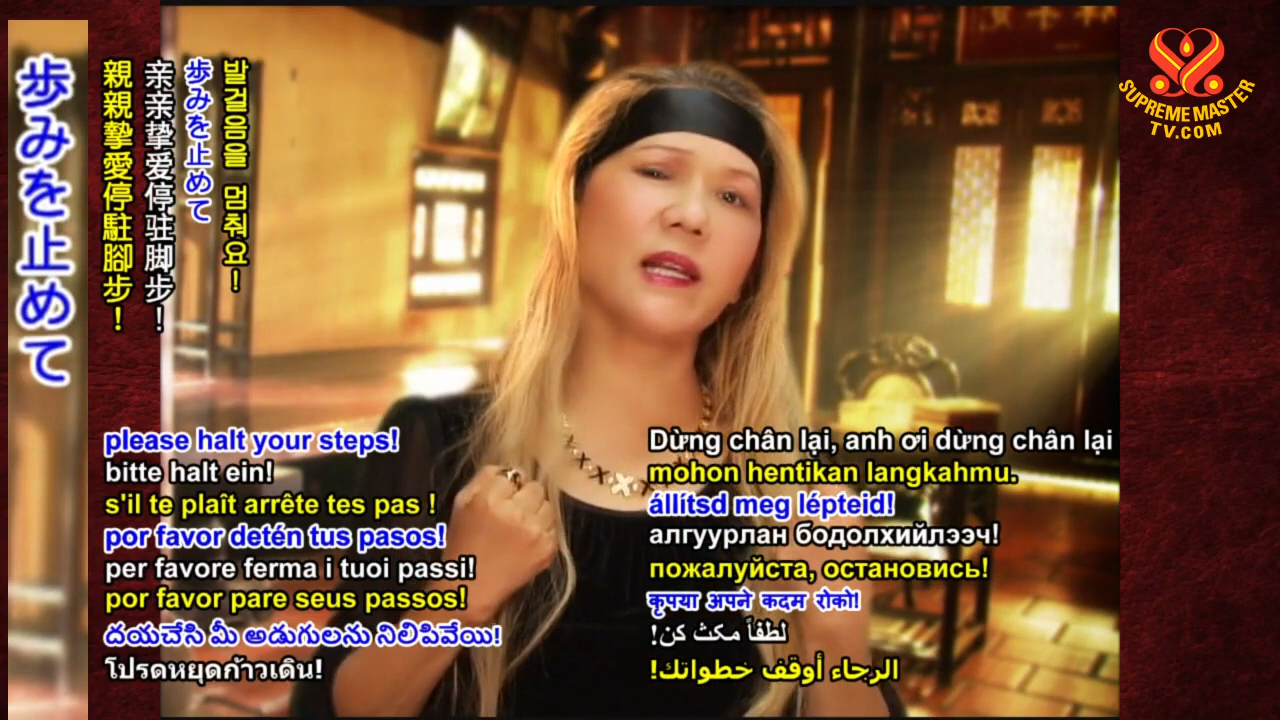 歩みを止めて
親親摯愛停駐腳步！
亲亲挚爱停驻脚步！
歩みを止めて
발걸음을 멈춰요!
SUPREME MASTER
TV.COM
please halt your steps!
bitte halt ein!
s'il te plaît arrête tes pas !
por favor detén tus pasos!
per favore ferma i tuoi passi!
por favor pare seus passos!
దయచేసి మీ అడుగులను నిలిపివేయి!
โปรดหยุดก้าวเดิน!
Dừng chân lại, anh ơi dừng chân lại
mohon hentikan langkahmu.
állítsd meg lépteid!
алгуурлан бодолхийлээч!
пожалуйста, остановись!
कृपया अपने कदम रोको!
لطفاً مکث کن!
الرجاء أوقف خطواتك!